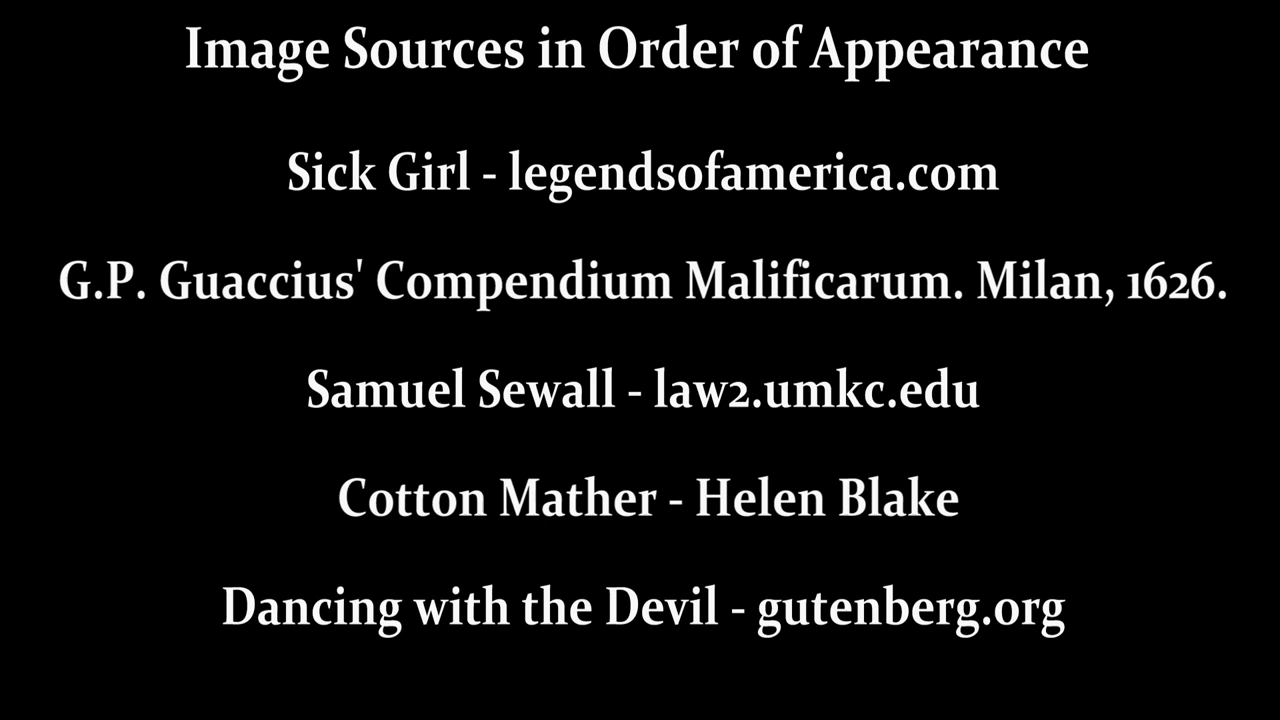 Image Sources in Order of Appearance
Sick Girl - legendsofamerica.com
G.P. Guaccius' Compendium Malificarum. Milan, 1626.
Samuel Sewall - law2.umkc.edu
Cotton Mather - Helen Blake
Dancing with the Devil - gutenberg.org